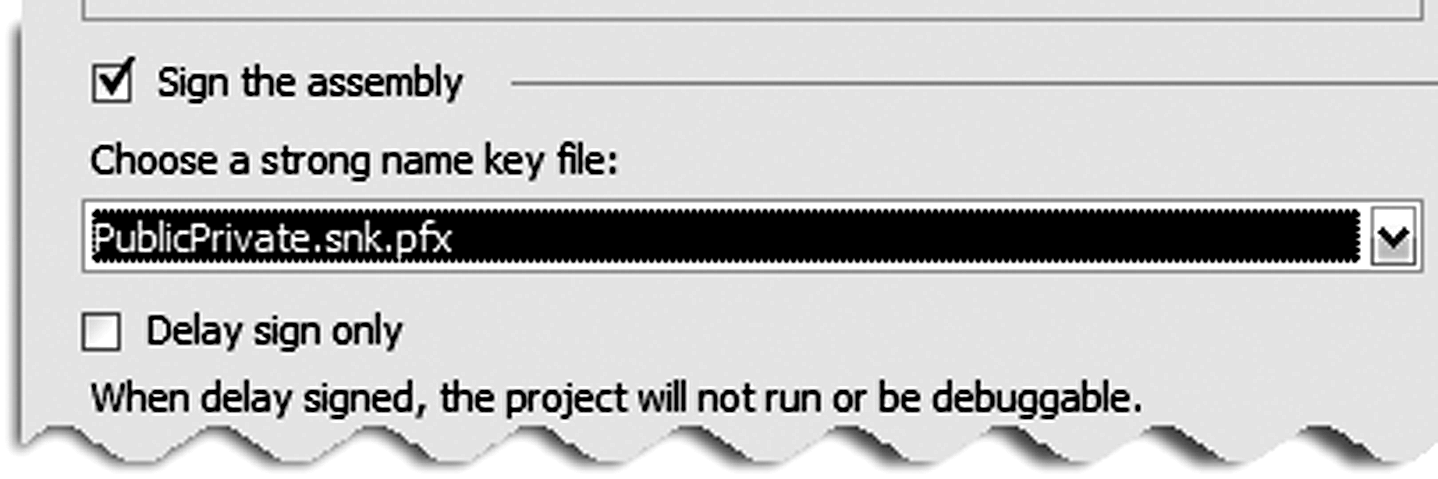 Sign the assembly
Choose a strong name key file:
PublicPrivate.snk.pfx
Delay sign only
When delay signed, the project will not run or be debuggable.